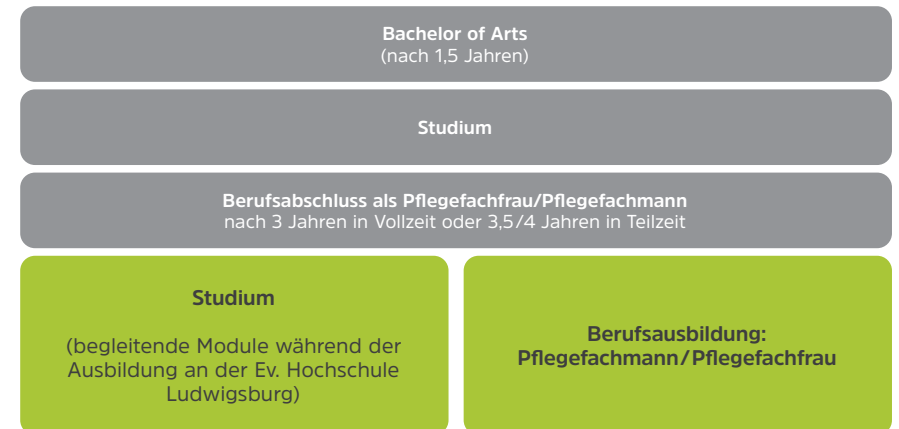 Bachelor of Arts
(nach 1,5 Jahren)
Studium
Berufsabschluss als Pflegefachfrau/Pflegefachmann
nach 3 Jahren in Vollzeit oder 3,5/4 Jahren in Teilzeit
Studium
(begleitende Module während der
Ausbildung an der Ev. Hochschule
Ludwigsburg)
Berufsausbildung:
Pflegefachmann/Pflegefachfrau